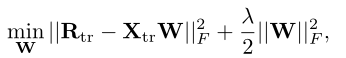 min_W ||R_tr − X_tr W||_F^2 + λ/2 ||W||_F^2,